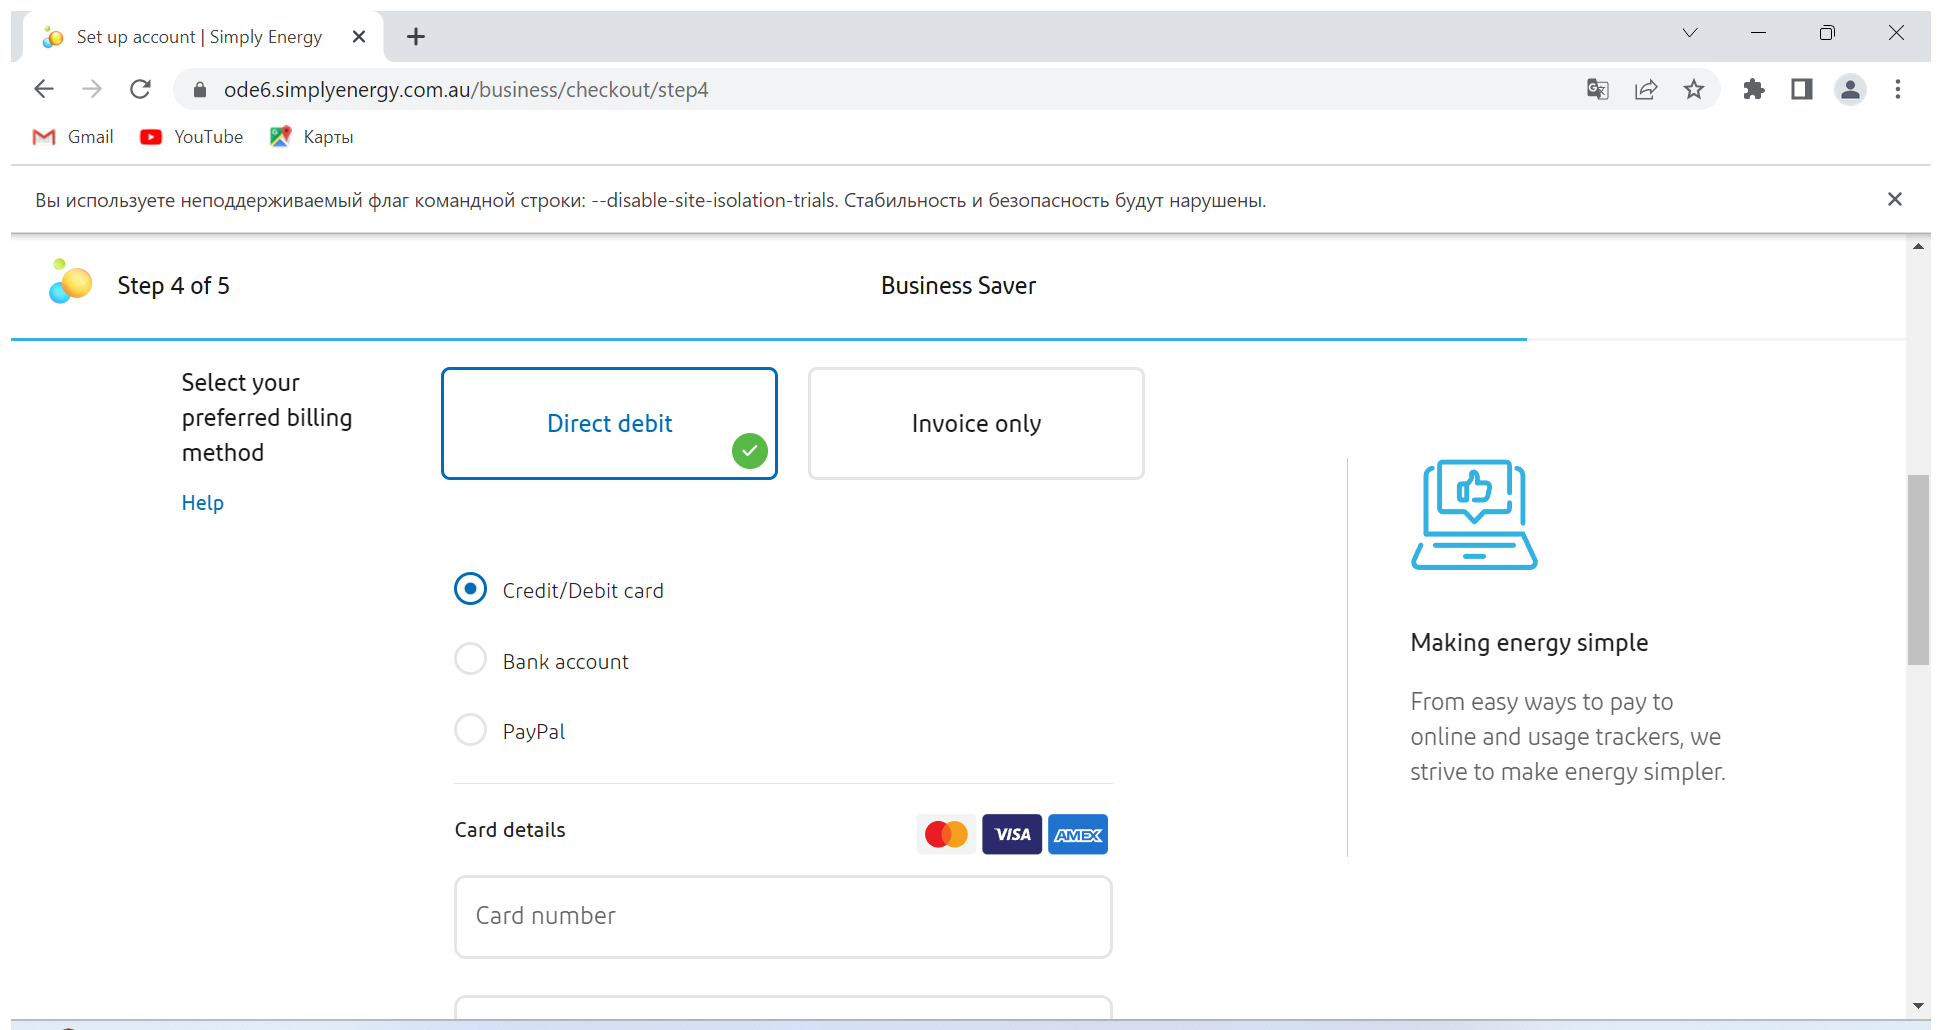 Set up account | Simply Energy
ode6.simplyenergy.com.au/business/checkout/step4
Gmail
YouTube
Карты
Вы используете неподдерживаемый флаг командной строки: --disable-site-isolation-trials. Стабильность и безопасность будут нарушены.
Step 4 of 5
Business Saver
Select your
preferred billing
method
Help
Direct debit
Invoice only
Credit/Debit card
Bank account
PayPal
Making energy simple
From easy ways to pay to
online and usage trackers, we
strive to make energy simpler.
Card details
VISA
AMEX
Card number